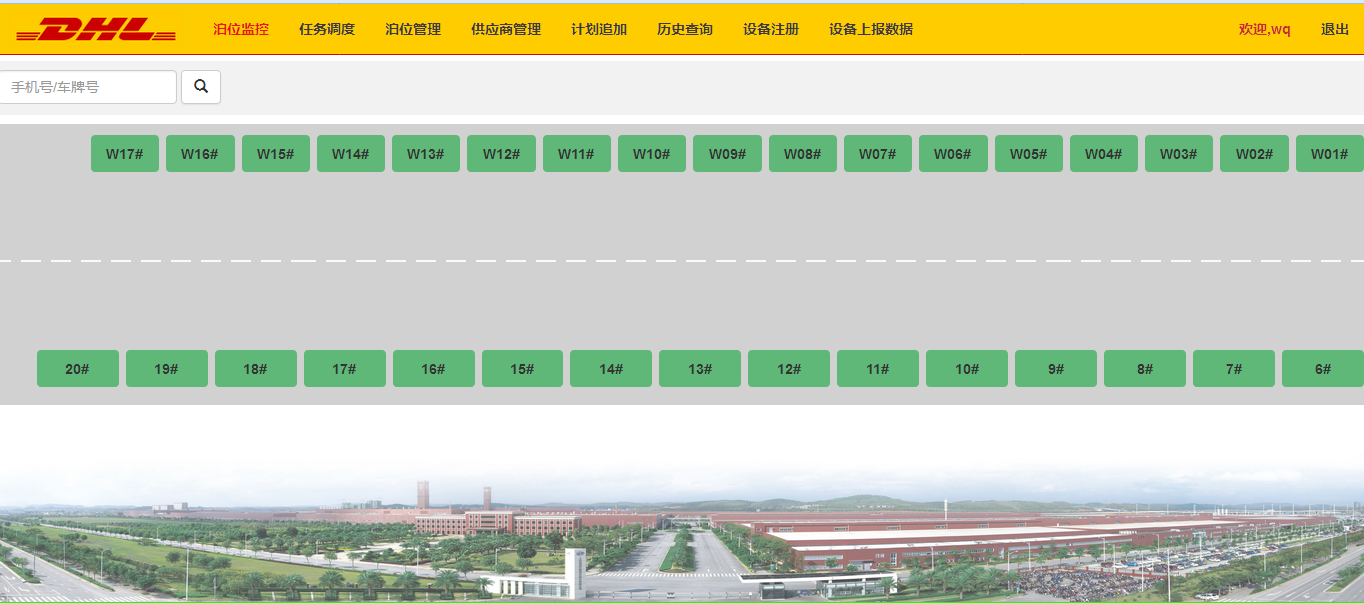 DHL 泊位监控 任务调度 泊位管理 供应商管理 计划追加 历史查询 设备注册 设备上报数据 欢迎,wq 退出
手机号/车牌号
W17# W16# W15# W14# W13# W12# W11# W10# W09# W08# W07# W06# W05# W04# W03# W02# W01#
20# 19# 18# 17# 16# 15# 14# 13# 12# 11# 10# 9# 8# 7# 6#